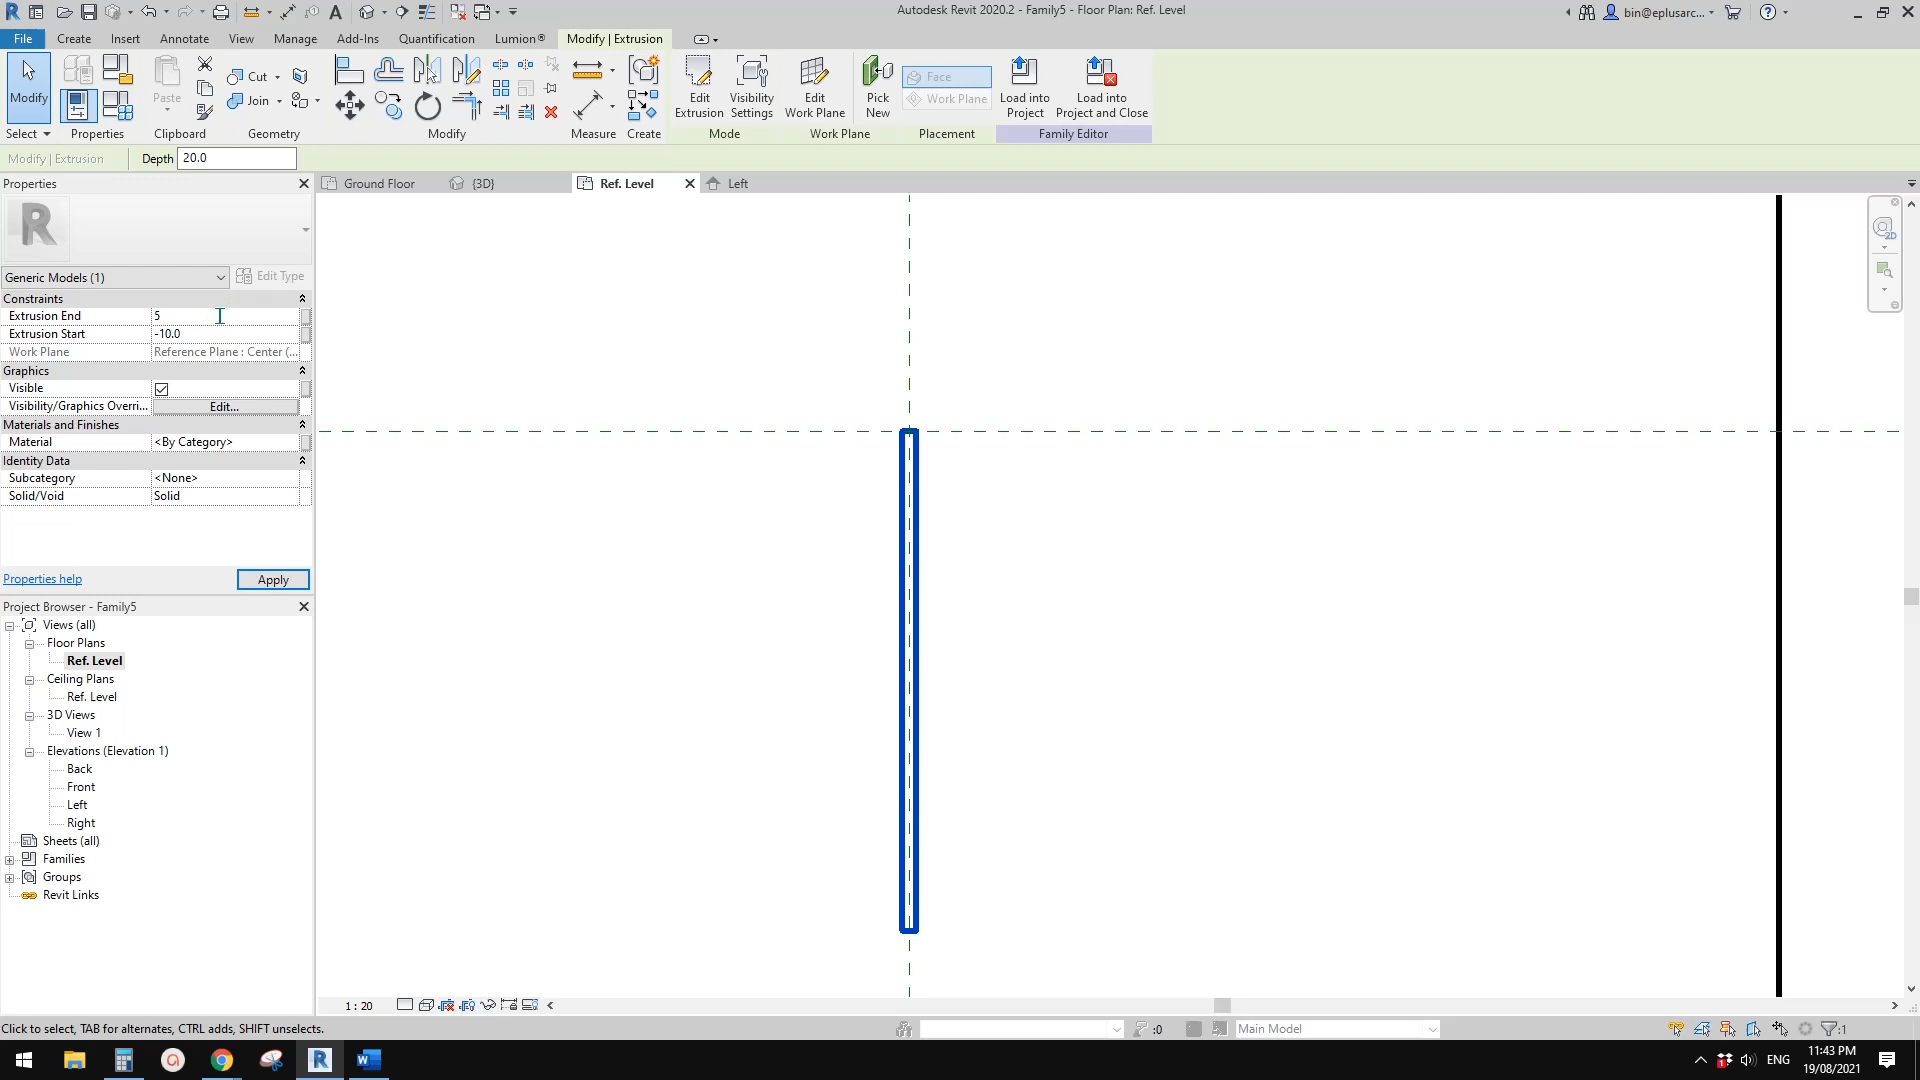 Autodesk Revit 2020.2 - Family5 - Floor Plan: Ref. Level
bin@eplusarc...
File Create Insert Annotate View Manage Add-Ins Quantification Lumion® Modify | Extrusion
Modify
Paste
Cut
Join
Edit Extrusion
Visibility Settings
Edit Work Plane
Pick New
Face
Work Plane
Load into Project
Load into Project and Close
Select Properties Clipboard Geometry Modify Measure Create Mode Work Plane Placement Family Editor
Modify | Extrusion Depth 20.0
Properties
Ground Floor {3D} Ref. Level Left
R
2D
Generic Models (1) Edit Type
Constraints
Extrusion End 5
Extrusion Start -10.0
Work Plane Reference Plane : Center (...
Graphics
Visible
Visibility/Graphics Overri... Edit...
Materials and Finishes
Material <By Category>
Identity Data
Subcategory <None>
Solid/Void Solid
Properties help Apply
Project Browser - Family5
Views (all)
Floor Plans
Ref. Level
Ceiling Plans
Ref. Level
3D Views
View 1
Elevations (Elevation 1)
Back
Front
Left
Right
Sheets (all)
Families
Groups
Revit Links
1 : 20
Click to select, TAB for alternates, CTRL adds, SHIFT unselects.
:0
Main Model
:1
ENG
11:43 PM
19/08/2021